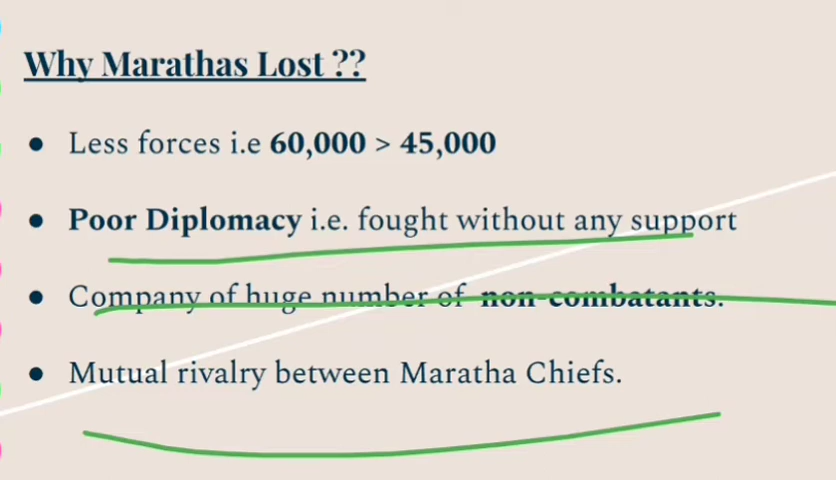 Why Marathas Lost ??
● Less forces i.e 60,000 > 45,000
● Poor Diplomacy i.e. fought without any support
● Company of huge number of non-combatants.
● Mutual rivalry between Maratha Chiefs.